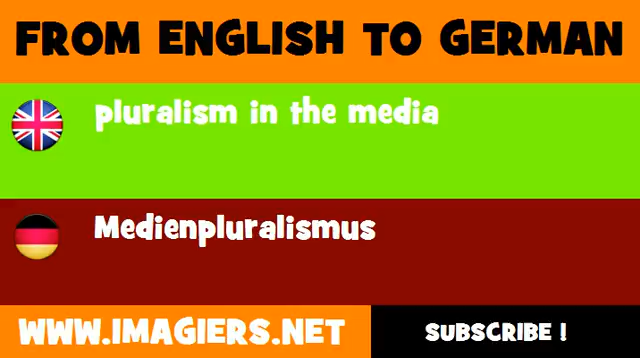 FROM ENGLISH TO GERMAN
pluralism in the media
Medienpluralismus
WWW.IMAGIERS.NET
SUBSCRIBE !